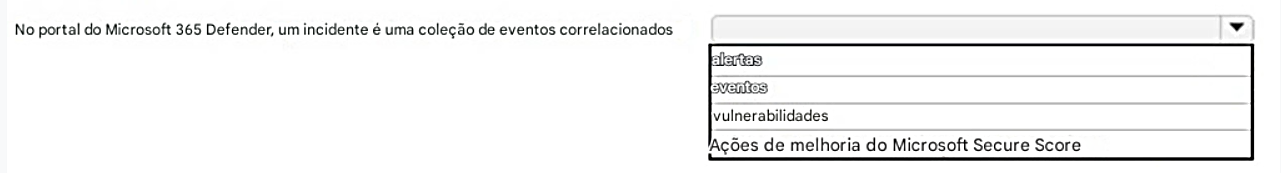 No portal do Microsoft 365 Defender, um incidente é uma coleção de eventos correlacionados
alertas
eventos
vulnerabilidades
Ações de melhoria do Microsoft Secure Score